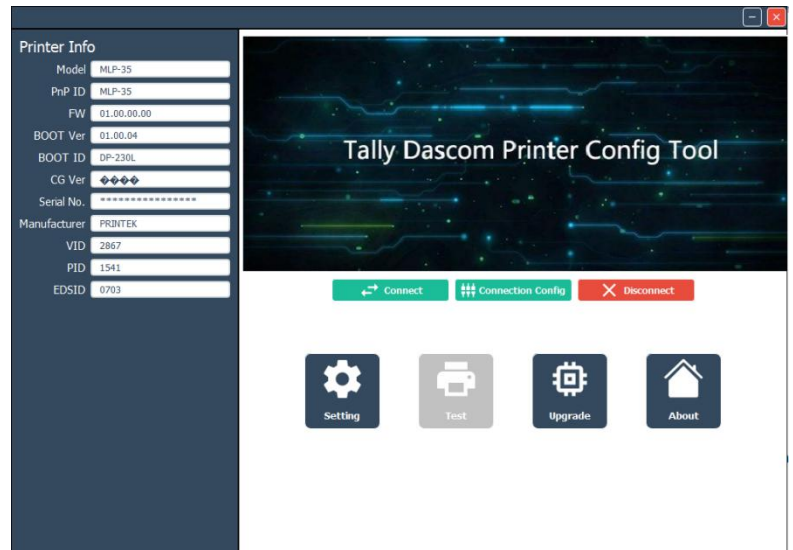 Printer Info
Model MLP-35
PnP ID MLP-35
FW 01.00.00.00
BOOT Ver 01.00.04
BOOT ID DP-230L
CG Ver ����
Serial No. ****************
Manufacturer PRINTEK
VID 2867
PID 1541
EDSID 0703
Tally Dascom Printer Config Tool
Connect Connection Config Disconnect
Setting Test Upgrade About